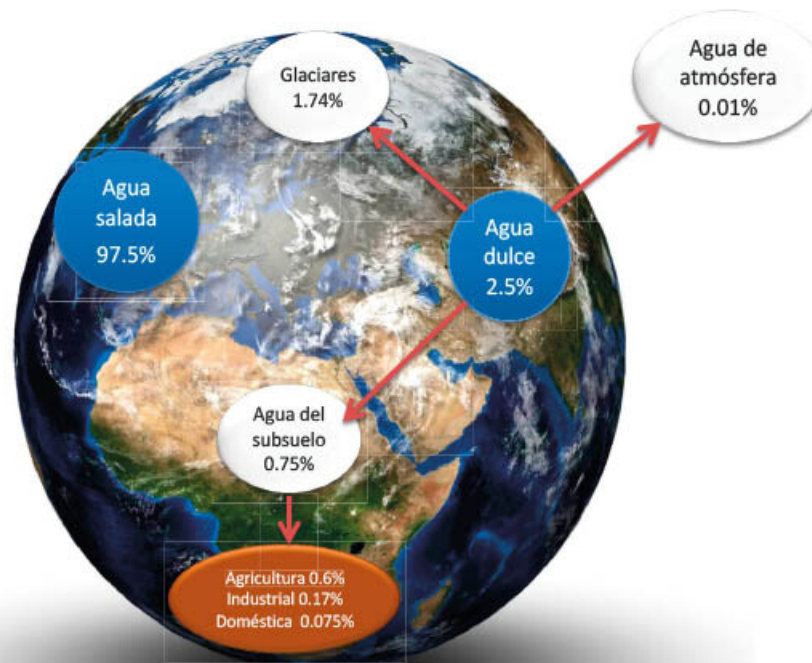 Glaciares
1.74%
Agua de
atmósfera
0.01%
Agua
salada
97.5%
Agua
dulce
2.5%
Agua del
subsuelo
0.75%
Agricultura 0.6%
Industrial 0.17%
Doméstica 0.075%